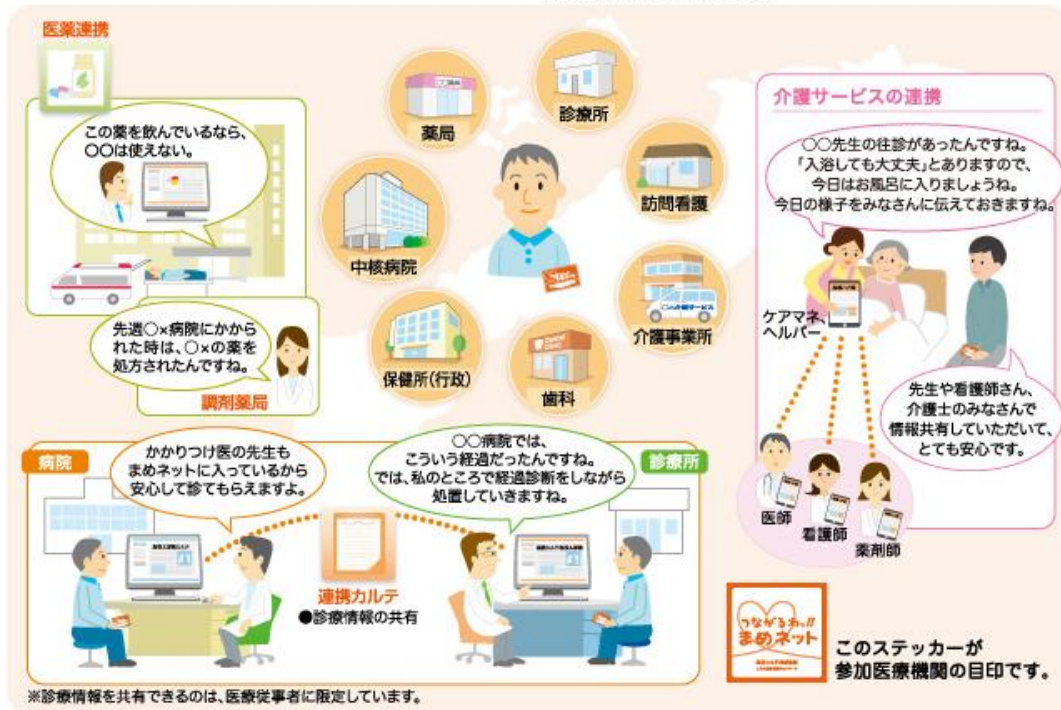 医薬連携
この薬を飲んでいるなら、
〇〇は使えない。
先週○×病院にかから
れた時は、○×の薬を
処方されたんですね。
調剤薬局
薬局
診療所
訪問看護
介護事業所
歯科
保健所(行政)
中核病院
介護サービスの連携
〇〇先生の往診があったんですね。
「入浴しても大丈夫」とありますので、
今日はお風呂に入りましょうね。
今日の様子をみなさんに伝えておきますね。
ケアマネ、
ヘルパー
先生や看護師さん、
介護士のみなさんで
情報共有していただいて、
とても安心です。
医師
看護師
薬剤師
病院
かかりつけ医の先生も
まめネットに入っているから
安心して診てもらえますよ。
〇〇病院では、
こういう経過だったんですね。
では、私のところで経過診断をしながら
処置していきますね。
診療所
連携カルテ
●診療情報の共有
つながるわっ!!
まめネット
このステッカーが
参加医療機関の目印です。
※診療情報を共有できるのは、医療従事者に限定しています。